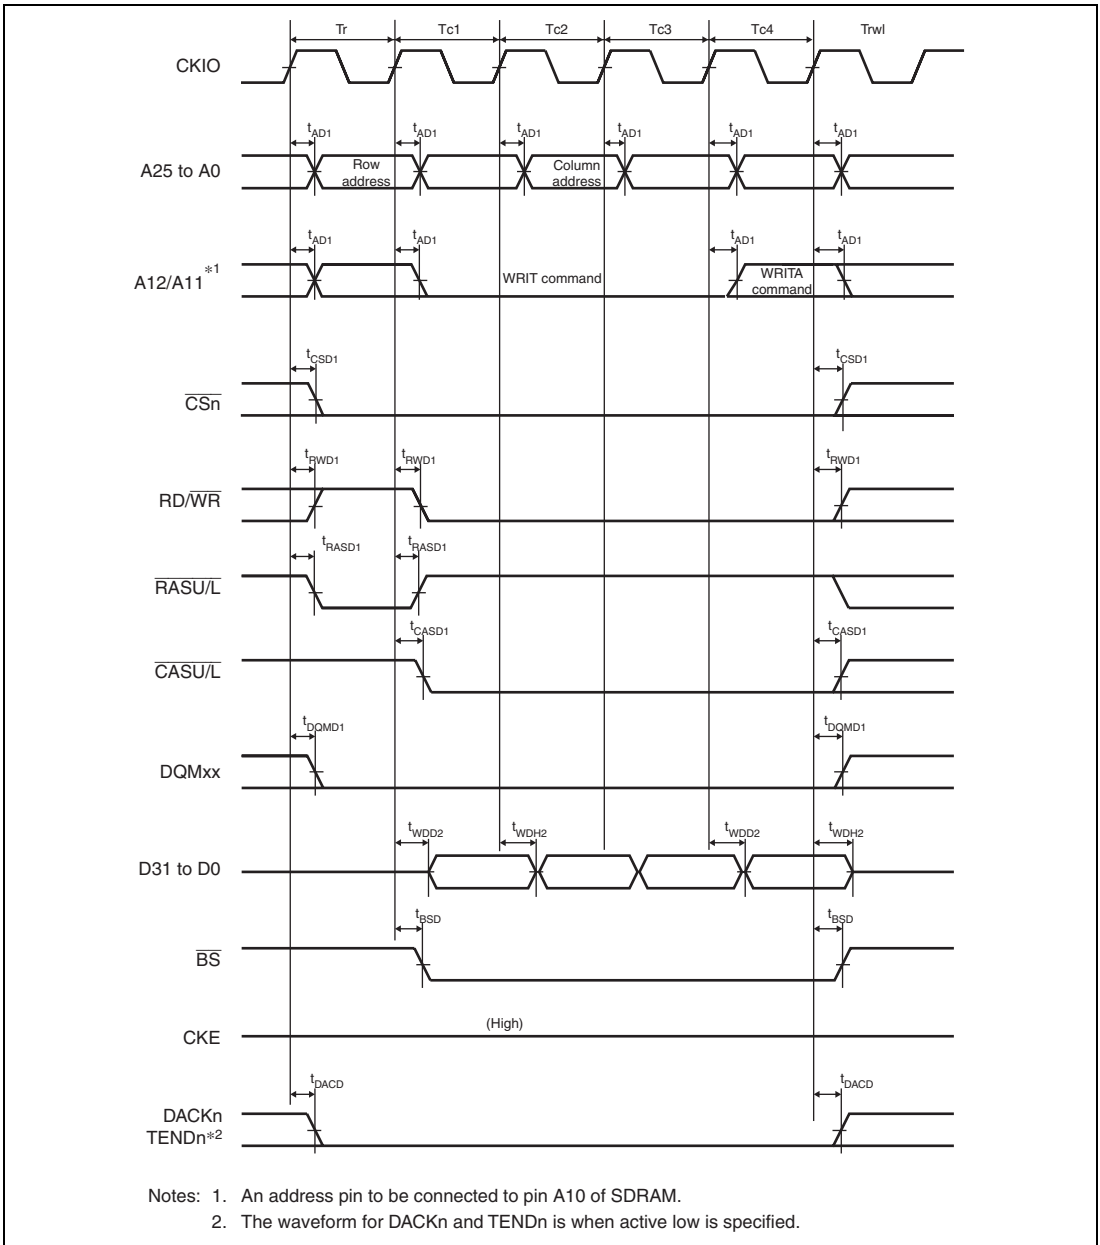 Tr Tc1 Tc2 Tc3 Tc4 Trwl
CKIO
tAD1 tAD1 tAD1 tAD1 tAD1 tAD1
A25 to A0
Row address
Column address
tAD1 tAD1 tAD1 tAD1
A12/A11*1
WRIT command
WRITA command
tCSD1 tCSD1
CSn
tRWD1 tRWD1 tRWD1
RD/WR
tRASD1 tRASD1
RASU/L
tCASD1 tCASD1
CASU/L
tDQMD1 tDQMD1
DQMxx
tWDD2 tWDH2 tWDD2 tWDH2
D31 to D0
tBSD tBSD
BS
(High)
CKE
tDACD tDACD
DACKn
TENDn*2
Notes: 1. An address pin to be connected to pin A10 of SDRAM.
2. The waveform for DACKn and TENDn is when active low is specified.